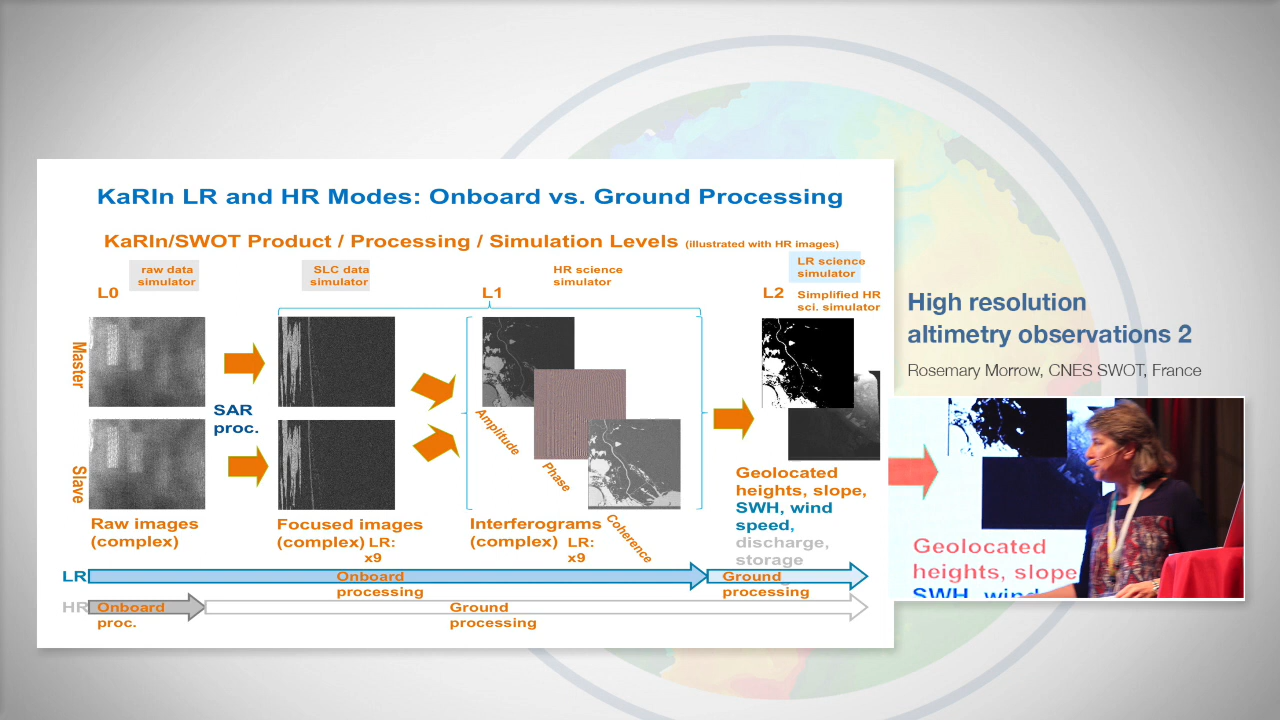 KaRIn LR and HR Modes: Onboard vs. Ground Processing
KaRIn/SWOT Product / Processing / Simulation Levels (illustrated with HR images)
raw data
simulator
SLC data
simulator
HR science
simulator
LR science
simulator
L0
L1
L2
Simplified HR
sci. simulator
Master
Slave
SAR
proc.
Amplitude
Phase
Coherence
Raw images
(complex)
Focused images
(complex) LR:
x9
Interferograms
(complex) LR:
x9
Geolocated
heights, slope,
SWH, wind
speed,
discharge,
storage
LR
Onboard
processing
Ground
processing
HR
Onboard
proc.
Ground
processing
High resolution
altimetry observations 2
Rosemary Morrow, CNES SWOT, France
Geolocated
heights, slope
SWH, wind